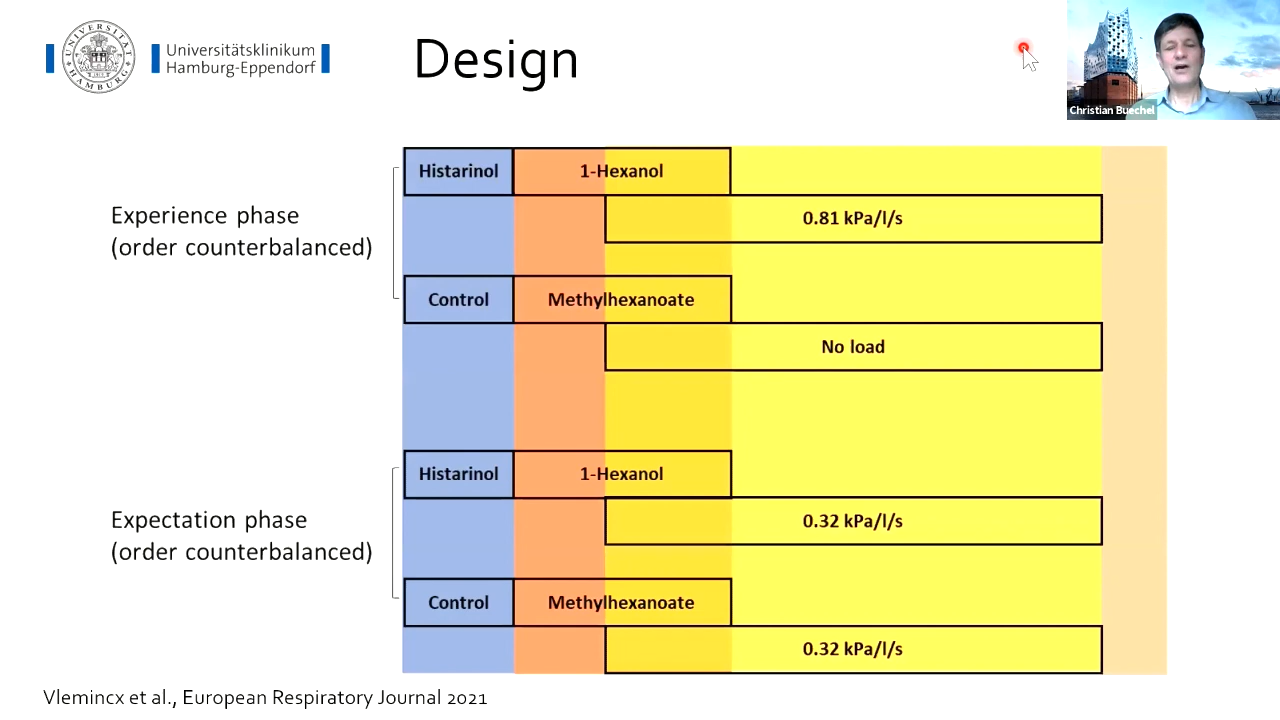 UNIVERSITÄT HAMBURG
Universitätsklinikum
Hamburg-Eppendorf
Design
Christian Buechel
Experience phase
(order counterbalanced)
Histarinol 1-Hexanol
0.81 kPa/l/s
Control Methylhexanoate
No load
Expectation phase
(order counterbalanced)
Histarinol 1-Hexanol
0.32 kPa/l/s
Control Methylhexanoate
0.32 kPa/l/s
Vlemincx et al., European Respiratory Journal 2021